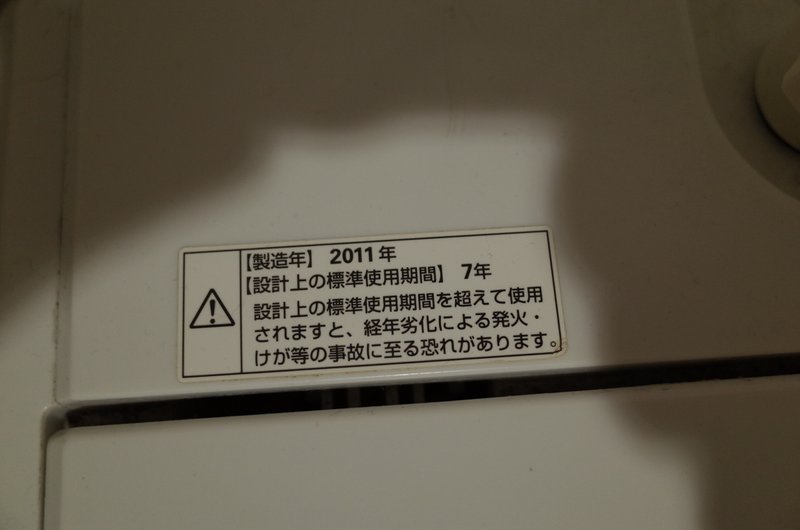 【製造年】 2011年
【設計上の標準使用期間】 7年
設計上の標準使用期間を超えて使用
されますと、経年劣化による発火・
けが等の事故に至る恐れがあります。